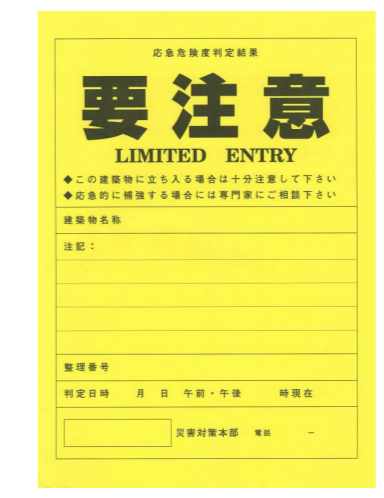 応急危険度判定結果
要注意
LIMITED ENTRY
◆この建築物に立ち入る場合は十分注意して下さい
◆応急的に補強する場合には専門家にご相談下さい
建築物名称
注記：
整理番号
判定日時 月 日 午前・午後 時現在
災害対策本部 電話 －